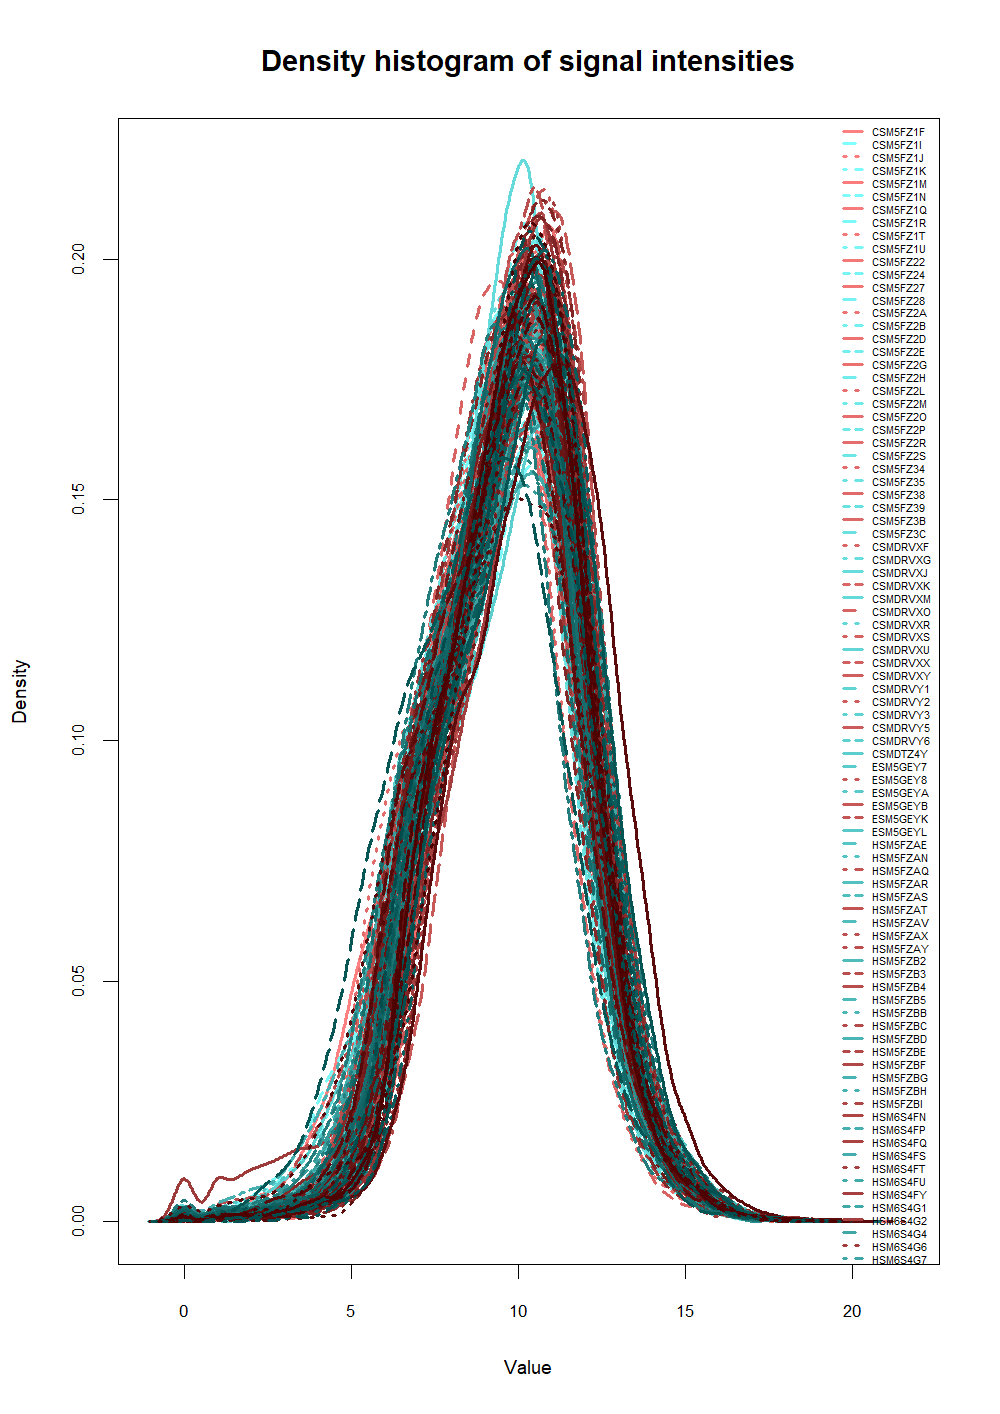 Density histogram of signal intensities
CSM5FZ1F
CSM5FZ1I
CSM5FZ1J
CSM5FZ1K
CSM5FZ1M
CSM5FZ1N
CSM5FZ1Q
CSM5FZ1R
CSM5FZ1T
CSM5FZ1U
CSM5FZ22
CSM5FZ24
CSM5FZ27
CSM5FZ28
CSM5FZ2A
CSM5FZ2B
CSM5FZ2D
CSM5FZ2E
CSM5FZ2G
CSM5FZ2H
CSM5FZ2L
CSM5FZ2M
CSM5FZ2O
CSM5FZ2P
CSM5FZ2R
CSM5FZ2S
CSM5FZ34
CSM5FZ35
CSM5FZ38
CSM5FZ39
CSM5FZ3B
CSM5FZ3C
CSMDRVXF
CSMDRVXG
CSMDRVXJ
CSMDRVXK
CSMDRVXM
CSMDRVXO
CSMDRVXR
CSMDRVXS
CSMDRVXU
CSMDRVXX
CSMDRVXY
CSMDRVY1
CSMDRVY2
CSMDRVY3
CSMDRVY5
CSMDRVY6
CSMDTZ4Y
ESM5GEY7
ESM5GEY8
ESM5GEYA
ESM5GEYB
ESM5GEYK
ESM5GEYL
HSM5FZAE
HSM5FZAN
HSM5FZAQ
HSM5FZAR
HSM5FZAS
HSM5FZAT
HSM5FZAV
HSM5FZAX
HSM5FZAY
HSM5FZB2
HSM5FZB3
HSM5FZB4
HSM5FZB5
HSM5FZBB
HSM5FZBC
HSM5FZBD
HSM5FZBE
HSM5FZBF
HSM5FZBG
HSM5FZBH
HSM5FZBI
HSM6S4FN
HSM6S4FP
HSM6S4FQ
HSM6S4FS
HSM6S4FT
HSM6S4FU
HSM6S4FY
HSM6S4G1
HSM6S4G2
HSM6S4G4
HSM6S4G6
HSM6S4G7
0.20
0.15
0.10
0.05
0.00
Density
0 5 10 15 20
Value